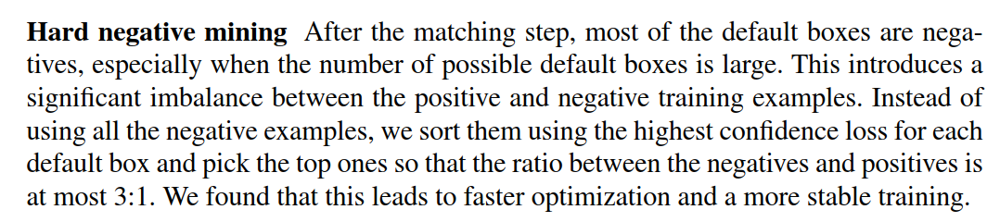 Hard negative mining After the matching step, most of the default boxes are nega-
tives, especially when the number of possible default boxes is large. This introduces a
significant imbalance between the positive and negative training examples. Instead of
using all the negative examples, we sort them using the highest confidence loss for each
default box and pick the top ones so that the ratio between the negatives and positives is
at most 3:1. We found that this leads to faster optimization and a more stable training.